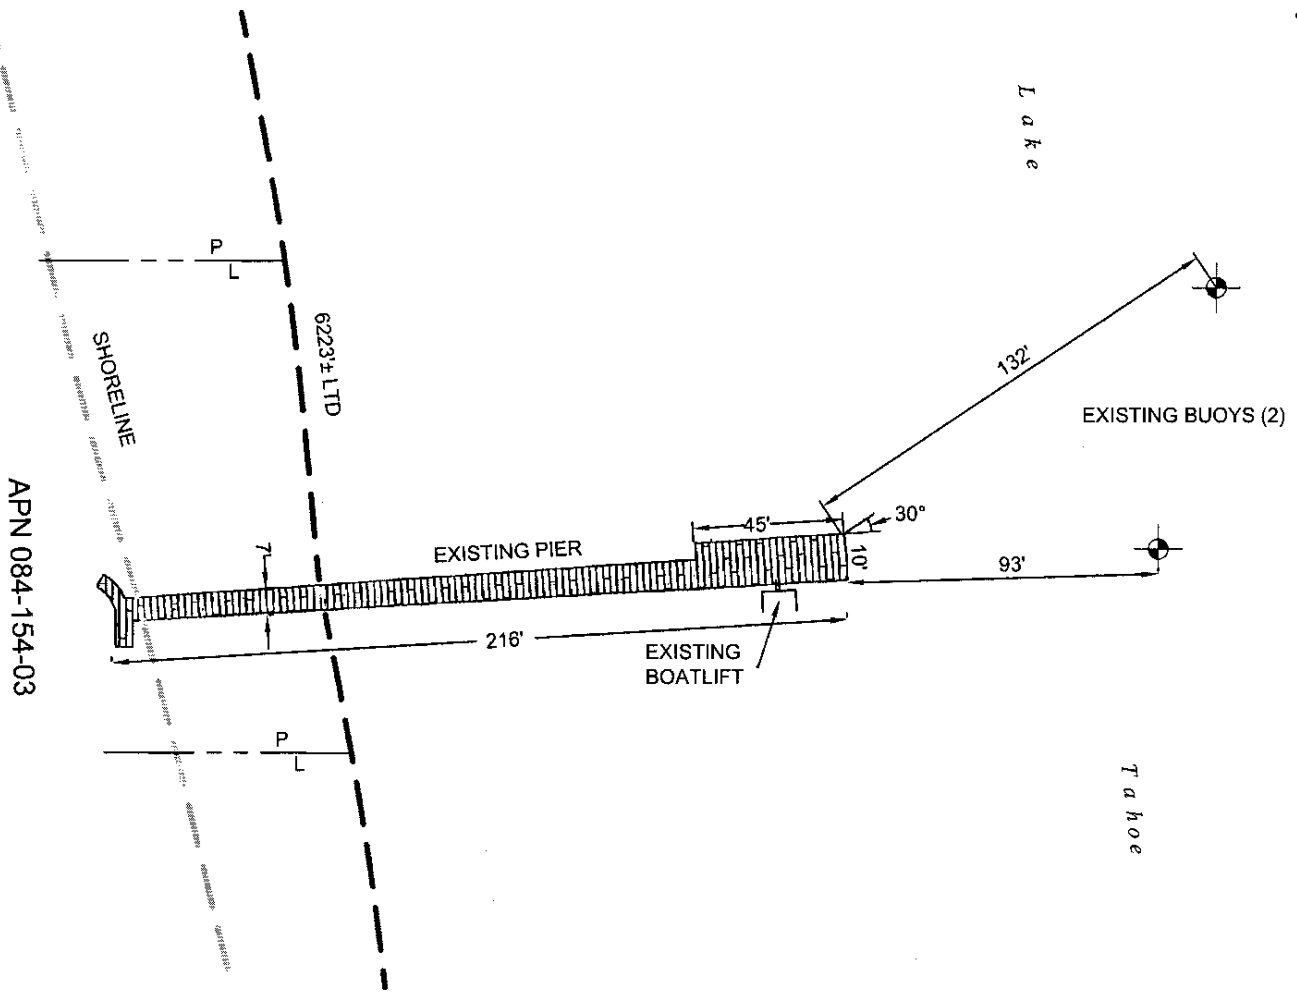 Lake
P
L
6223'± LTD
SHORELINE
132'
EXISTING BUOYS (2)
APN 084-154-03
45'
30°
7'
EXISTING PIER
10'
93'
216'
EXISTING
BOATLIFT
P
L
Tahoe